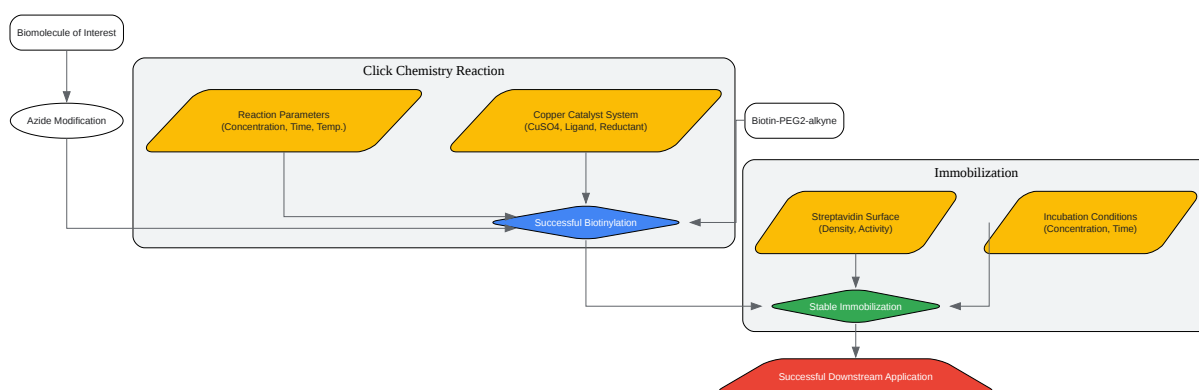 Biomolecule of Interest
Click Chemistry Reaction
Reaction Parameters
(Concentration, Time, Temp.)
Copper Catalyst System
(CuSO4, Ligand, Reductant)
Azide Modification
Biotin-PEG2-alkyne
Immobilization
Successful Biotinylation
Streptavidin Surface
(Density, Activity)
Incubation Conditions
(Concentration, Time)
Stable Immobilization
Successful Downstream Application